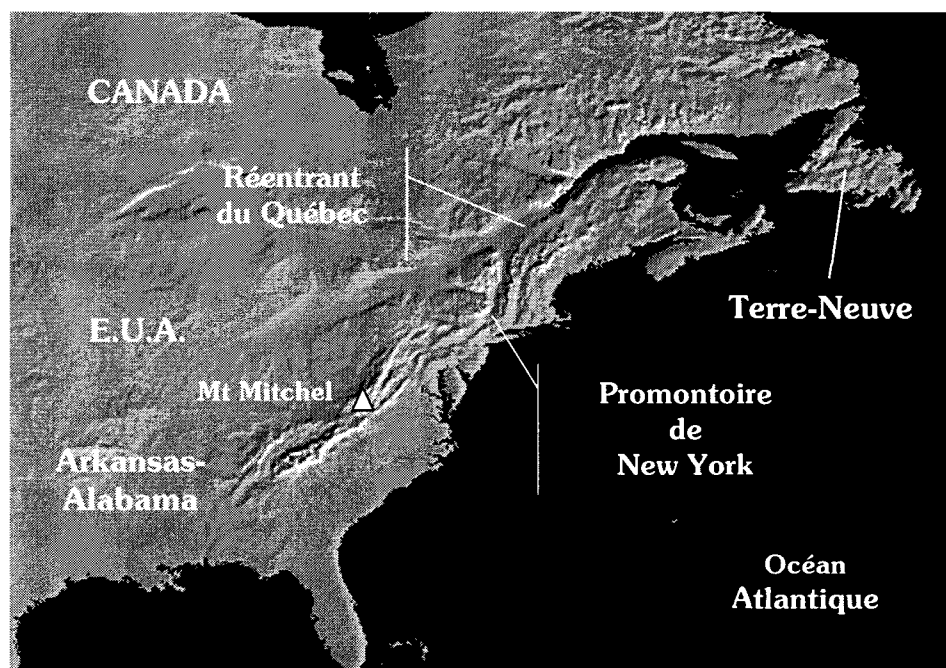 CANADA
Réentrant
du Québec
Terre-Neuve
E.U.A.
Mt Mitchel
Promontoire
de
New York
Arkansas-
Alabama
Océan
Atlantique